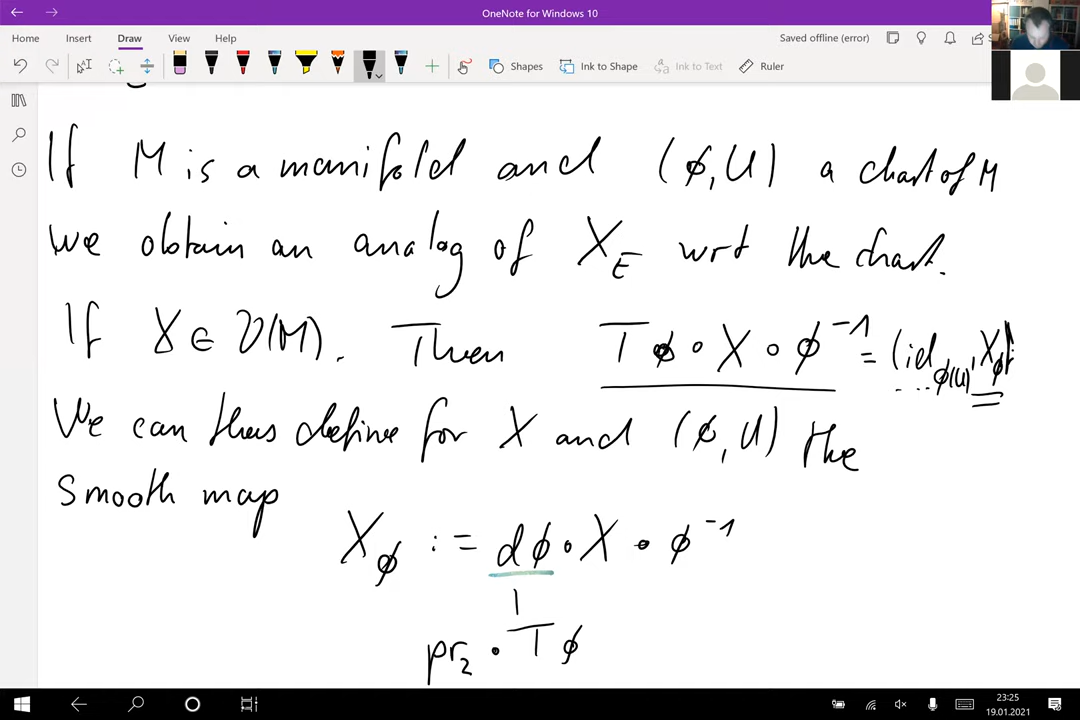 OneNote for Windows 10
Home Insert Draw View Help Saved offline (error)
Shapes Ink to Shape Ink to Text Ruler
If M is a manifold and (ϕ, U) a chart of M
we obtain an analog of X_E wrt the chart.
If X ∈ 𝒱(M). Then Tϕ ∘ X ∘ ϕ⁻¹ = (id_ϕ(U), X_ϕ)
We can thus define for X and (ϕ, U) the
smooth map
X_ϕ := dϕ ∘ X ∘ ϕ⁻¹
pr₂ ∘ Tϕ
23:25
19.01.2021